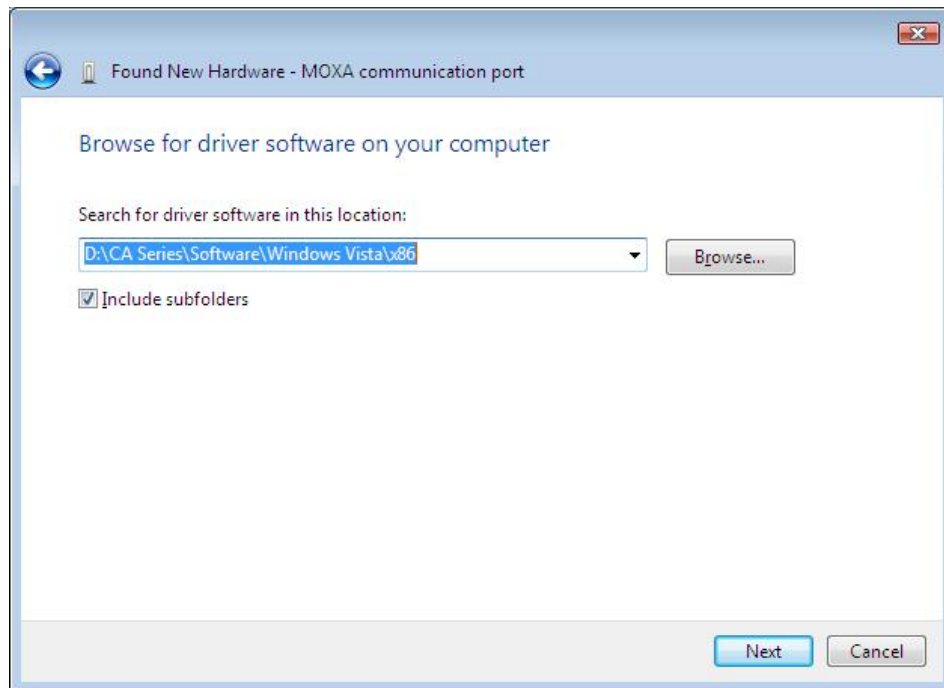 Found New Hardware - MOXA communication port
Browse for driver software on your computer
Search for driver software in this location:
D:\CA Series\Software\Windows Vista\x86
Browse...
Include subfolders
Next
Cancel